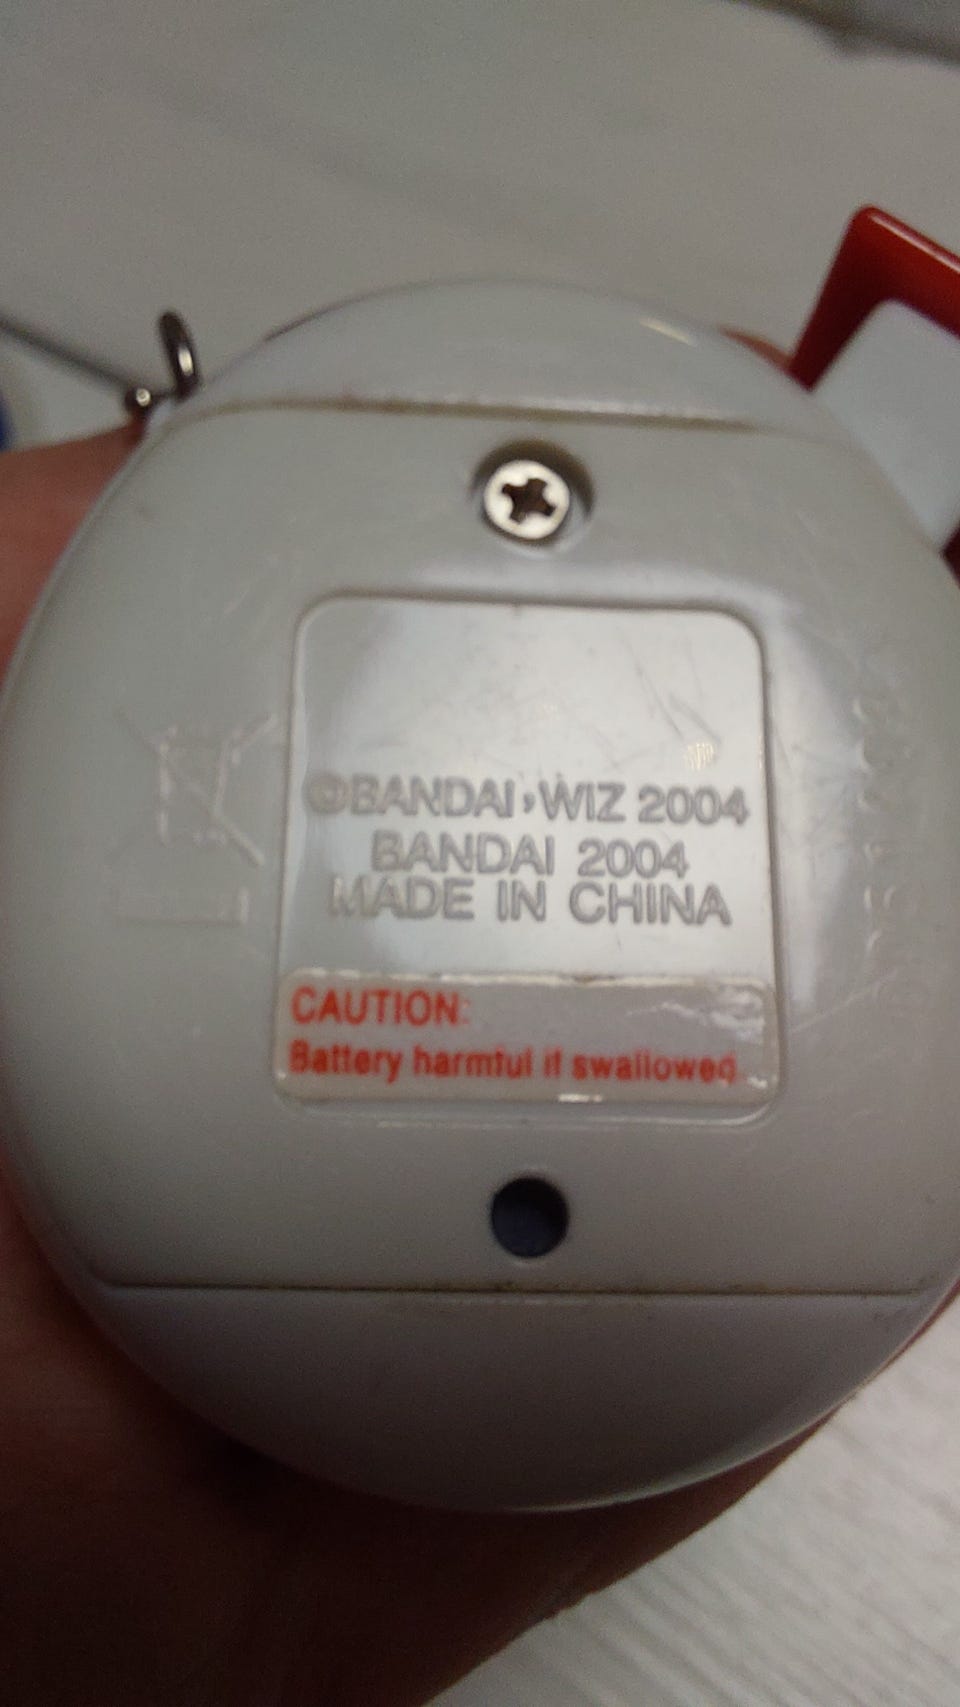 ©BANDAI, WIZ 2004
BANDAI 2004
MADE IN CHINA
CAUTION:
Battery harmful if swallowed.